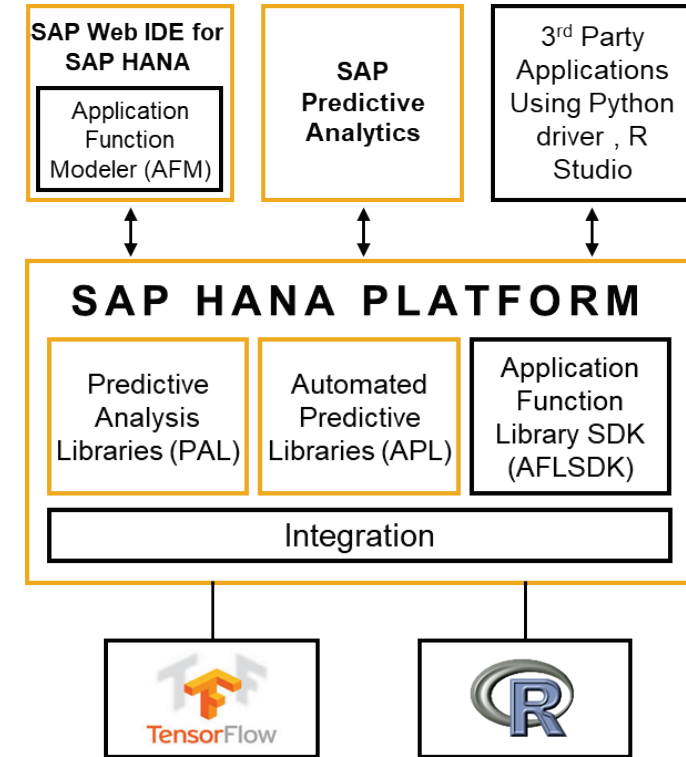 SAP Web IDE for
SAP HANA
Application
Function
Modeler (AFM)
SAP
Predictive
Analytics
3rd Party
Applications
Using Python
driver , R
Studio
SAP HANA PLATFORM
Predictive
Analysis
Libraries (PAL)
Automated
Predictive
Libraries (APL)
Application
Function
Library SDK
(AFLSDK)
Integration
TensorFlow
R